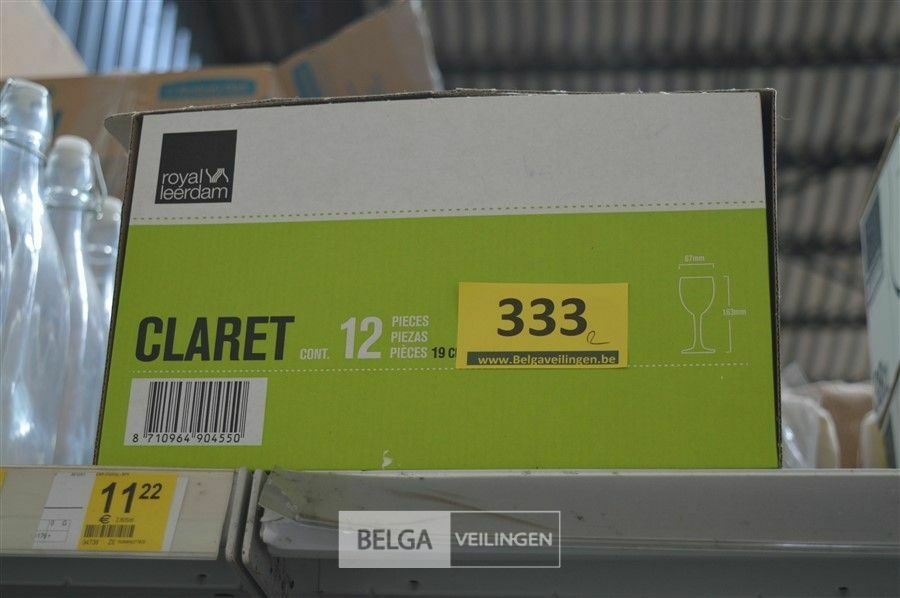 royal
leerdam
67mm
163mm
CLARET
CONT. 12 PIECES
PIEZAS
PIÈCES 19
333
www.Belgaveilingen.be
8 710964 904550
11 22
€
BELGA VEILINGEN